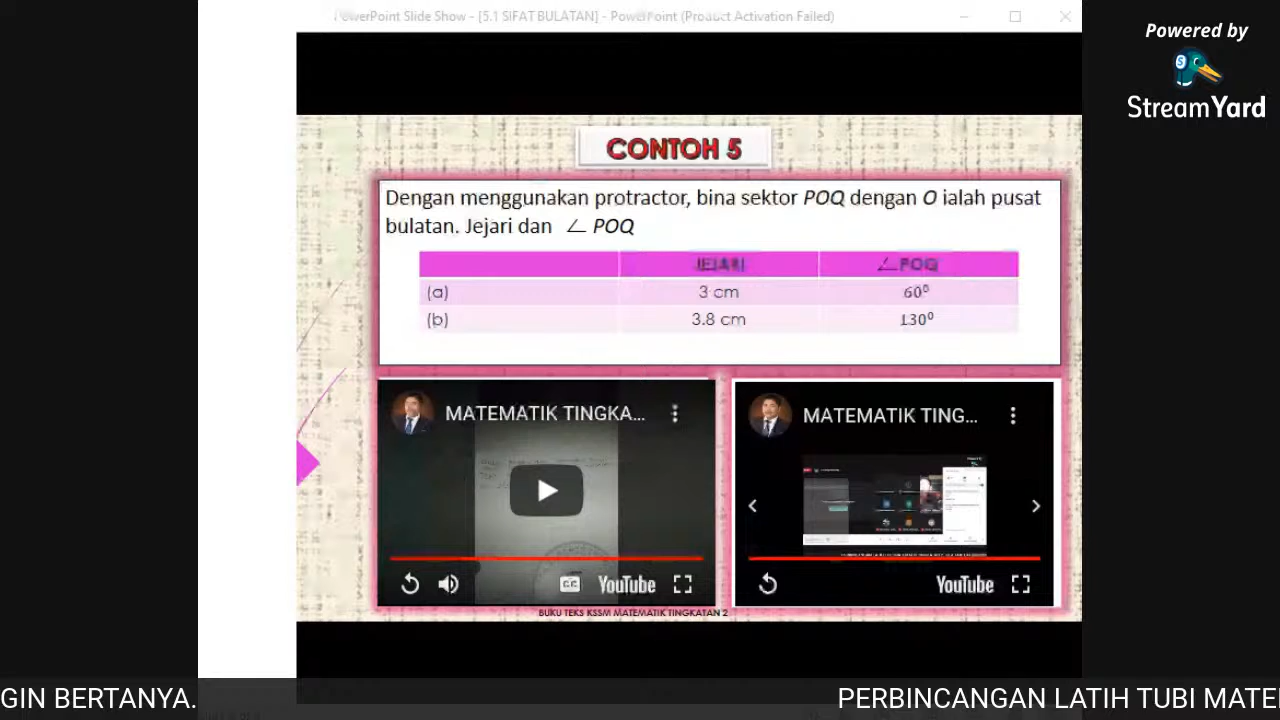 PowerPoint Slide Show - [5.1 SIFAT BULATAN] - PowerPoint (Product Activation Failed)
Powered by
StreamYard
CONTOH 5
Dengan menggunakan protractor, bina sektor POQ dengan O ialah pusat
bulatan. Jejari dan ∠ POQ
JEJARI ∠POQ
(a) 3 cm 60⁰
(b) 3.8 cm 130⁰
MATEMATIK TINGKA...
MATEMATIK TING...
CC YouTube
YouTube
BUKU TEKS KSSM MATEMATIK TINGKATAN 2
GIN BERTANYA. PERBINCANGAN LATIH TUBI MATE